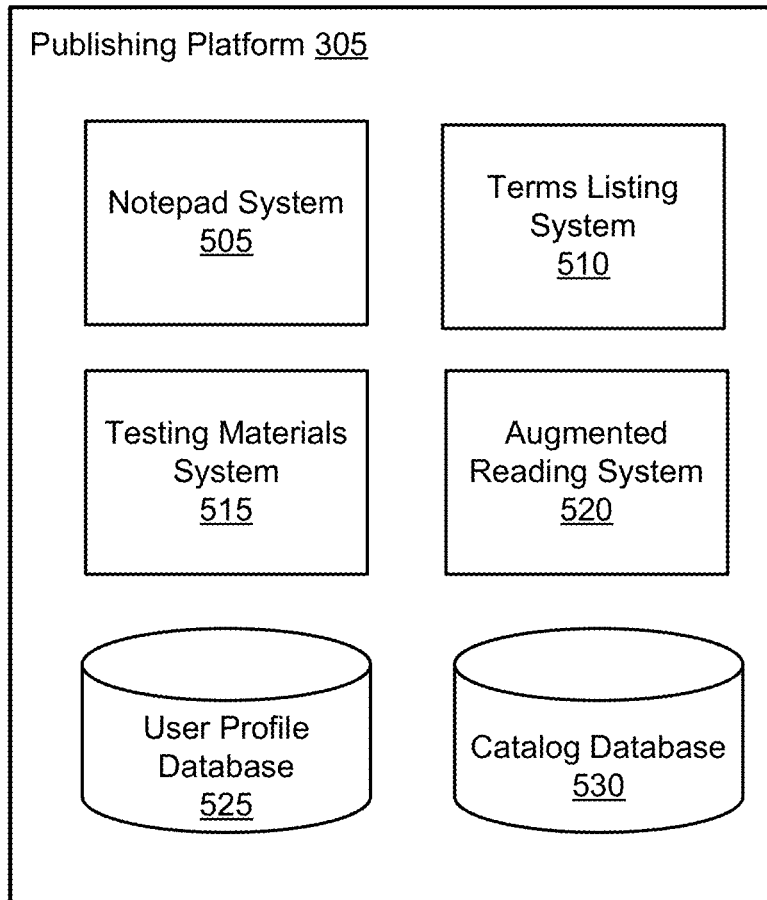 Publishing Platform 305
Notepad System
505
Terms Listing
System
510
Testing Materials
System
515
Augmented
Reading System
520
User Profile
Database
525
Catalog Database
530